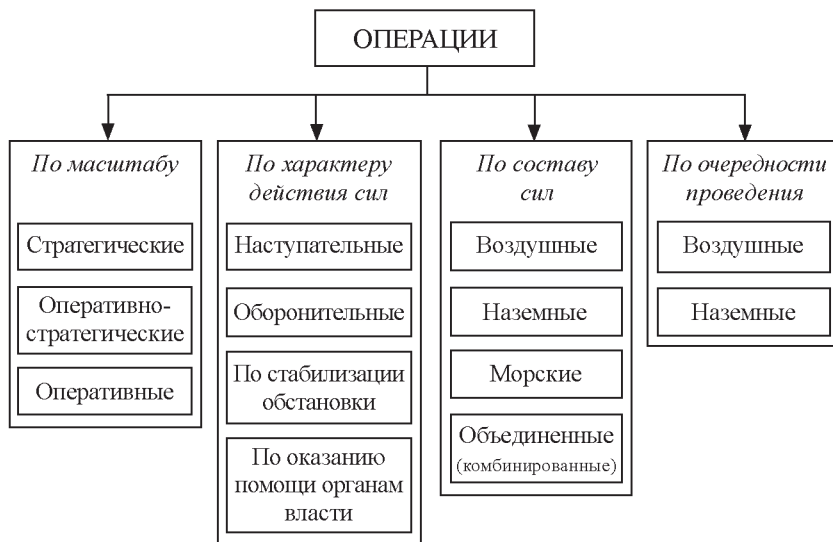 ОПЕРАЦИИ
По масштабу
Стратегические
Оперативно-
стратегические
Оперативные
По характеру
действия сил
Наступательные
Оборонительные
По стабилизации
обстановки
По оказанию
помощи органам
власти
По составу
сил
Воздушные
Наземные
Морские
Объединенные
(комбинированные)
По очередности
проведения
Воздушные
Наземные